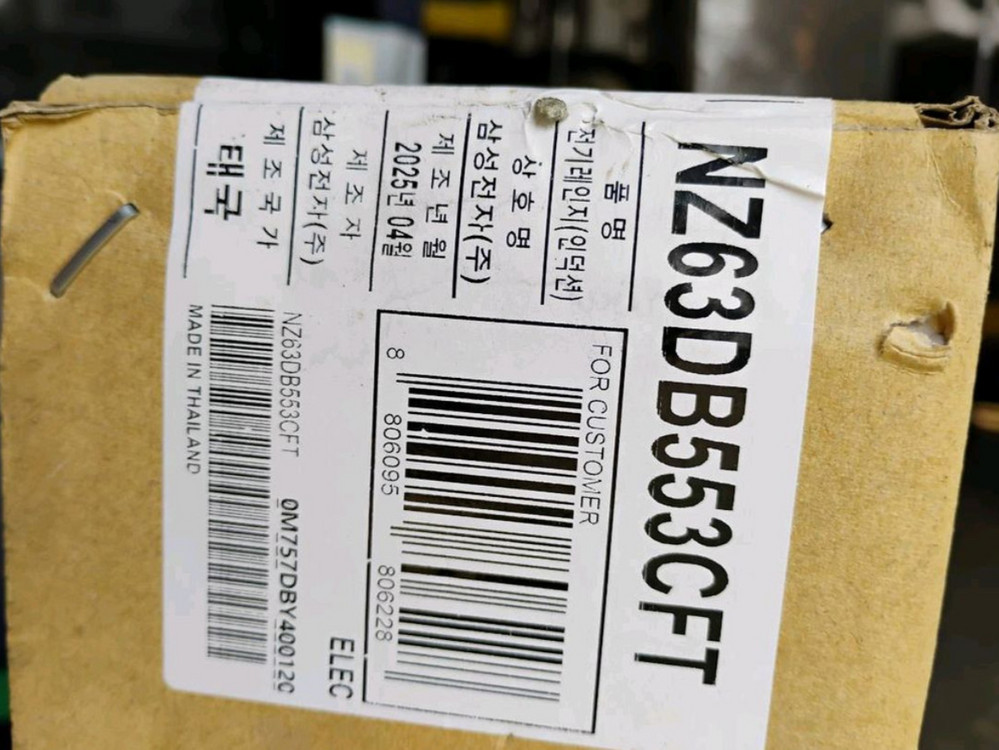 NZ63DB553CFT
품 명
전기레인지(인덕션)
상 호 명
삼성전자(주)
제 조 년 월
2025년 04월
제 조 자
삼성전자(주)
제 조 국 가
태국
FOR CUSTOMER
8 806095 806228
ELEC
NZ63DB553CFT 0M757DBY400120
MADE IN THAILAND